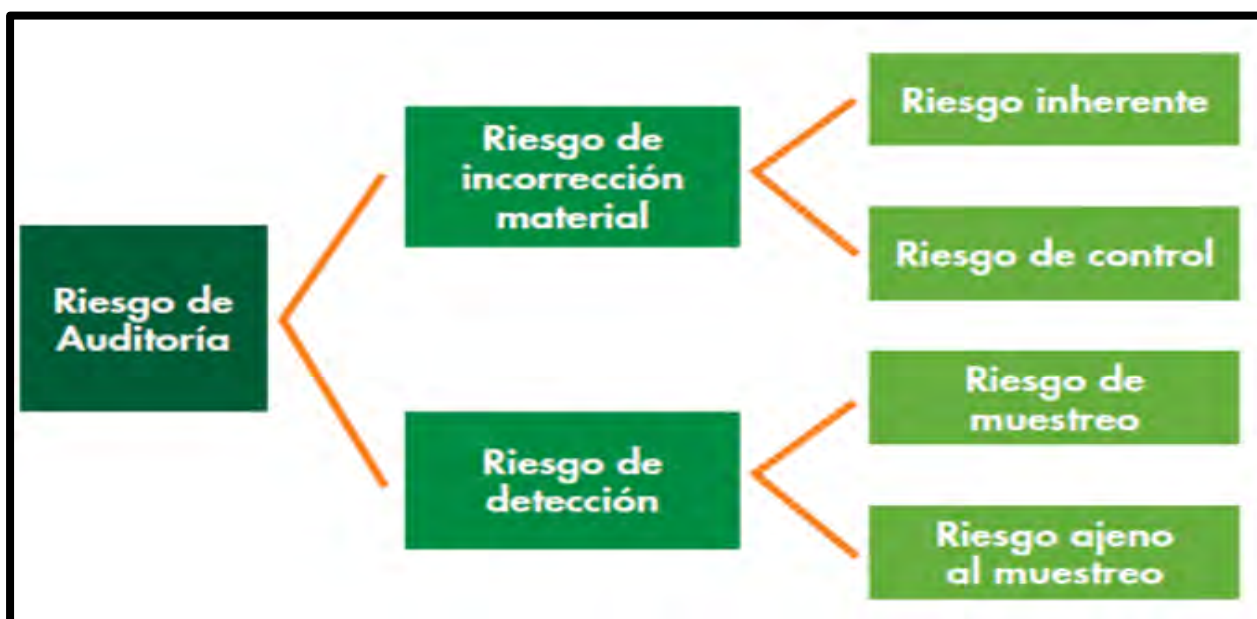 Riesgo de
Auditoría
Riesgo de
incorrección
material
Riesgo de
detección
Riesgo inherente
Riesgo de control
Riesgo de
muestreo
Riesgo ajeno
al muestreo